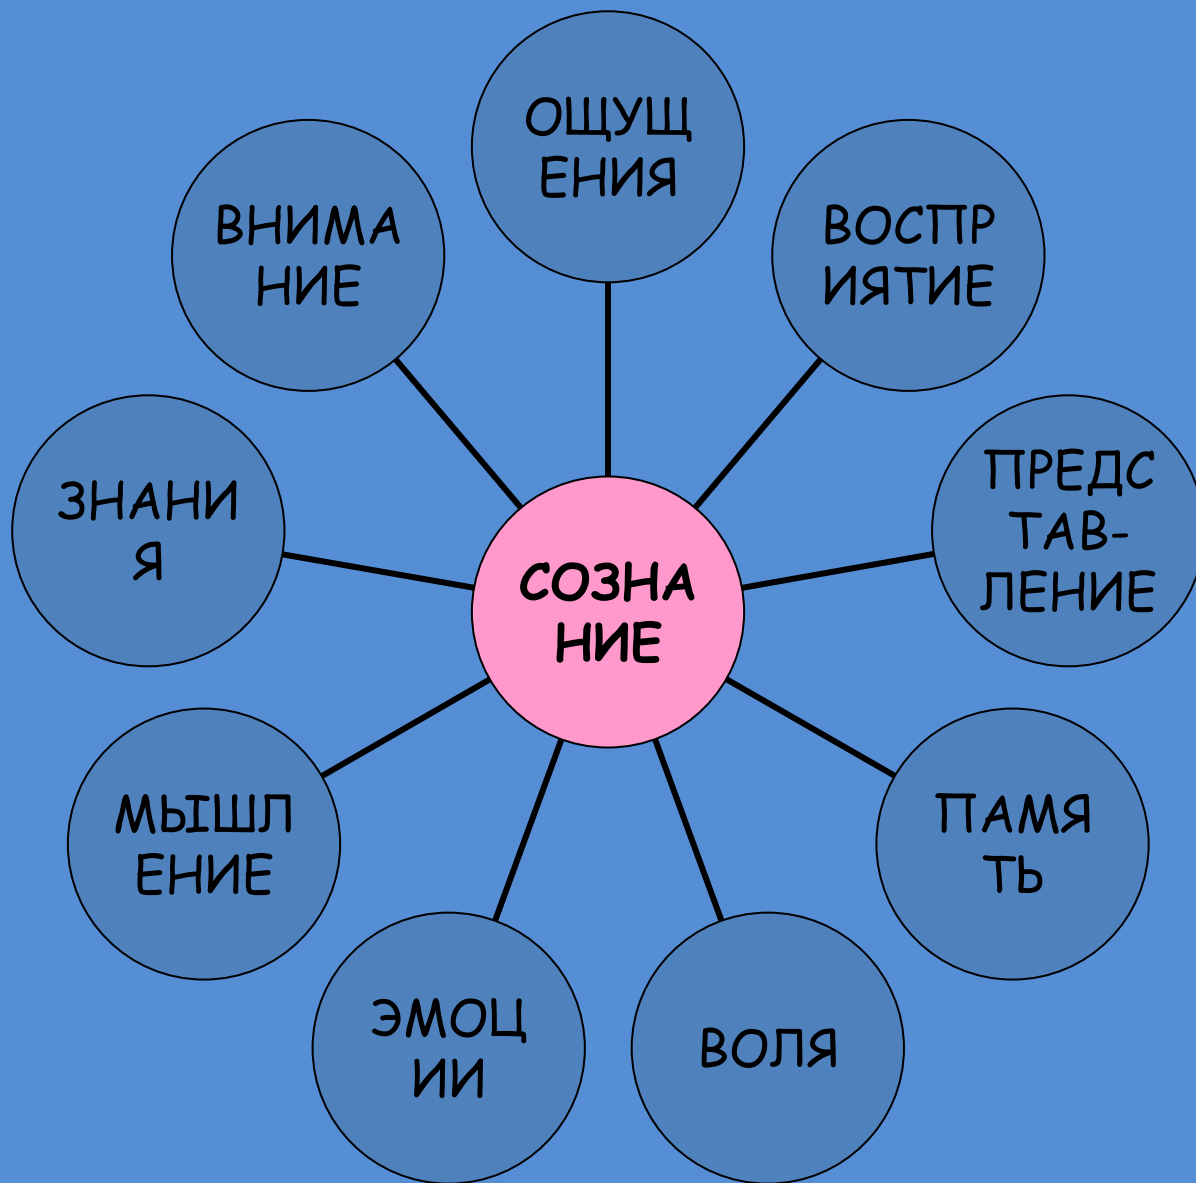 ОЩУЩ
ЕНИЯ
ВОСПР
ИЯТИЕ
ПРЕДС
ТАВ-
ЛЕНИЕ
ПАМЯ
ТЬ
ВОЛЯ
ЭМОЦ
ИИ
МЫШЛ
ЕНИЕ
ЗНАНИ
Я
ВНИМА
НИЕ
СОЗНА
НИЕ